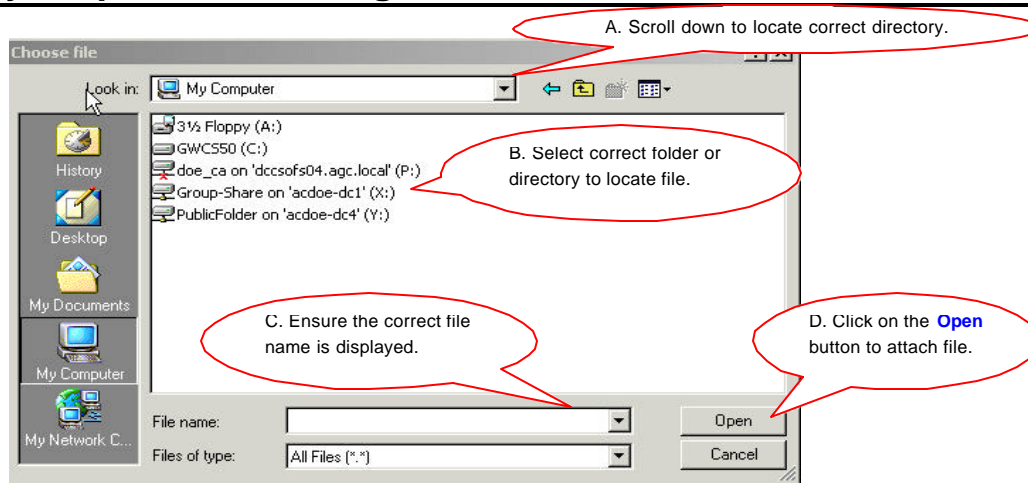 A. Scroll down to locate correct directory.
Choose file
Look in:
My Computer
3½ Floppy (A:)
GWCS50 (C:)
doe_ca on 'dccsofs04.agc.local' (P:)
Group-Share on 'acdoe-dc1' (X:)
PublicFolder on 'acdoe-dc4' (Y:)
B. Select correct folder or
directory to locate file.
History
Desktop
My Documents
My Computer
My Network C...
C. Ensure the correct file
name is displayed.
D. Click on the Open
button to attach file.
File name:
Open
Files of type:
All Files (*.*)
Cancel